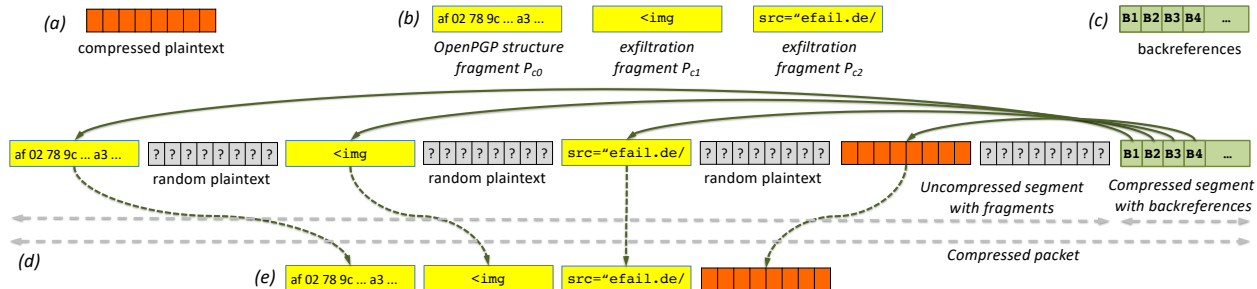 (a)
compressed plaintext
(b)
af 02 78 9c ... a3 ...
<img
src="efail.de/
OpenPGP structure
fragment Pc0
exfiltration
fragment Pc1
exfiltration
fragment Pc2
(c)
B1 B2 B3 B4 ...
backreferences
af 02 78 9c ... a3 ...
? ? ? ? ? ? ? ?
<img
? ? ? ? ? ? ? ?
src="efail.de/
? ? ? ? ? ? ? ?
? ? ? ? ? ? ? ?
B1 B2 B3 B4 ...
random plaintext
random plaintext
random plaintext
Uncompressed segment
with fragments
Compressed segment
with backreferences
(d)
Compressed packet
(e)
af 02 78 9c ... a3 ...
<img
src="efail.de/